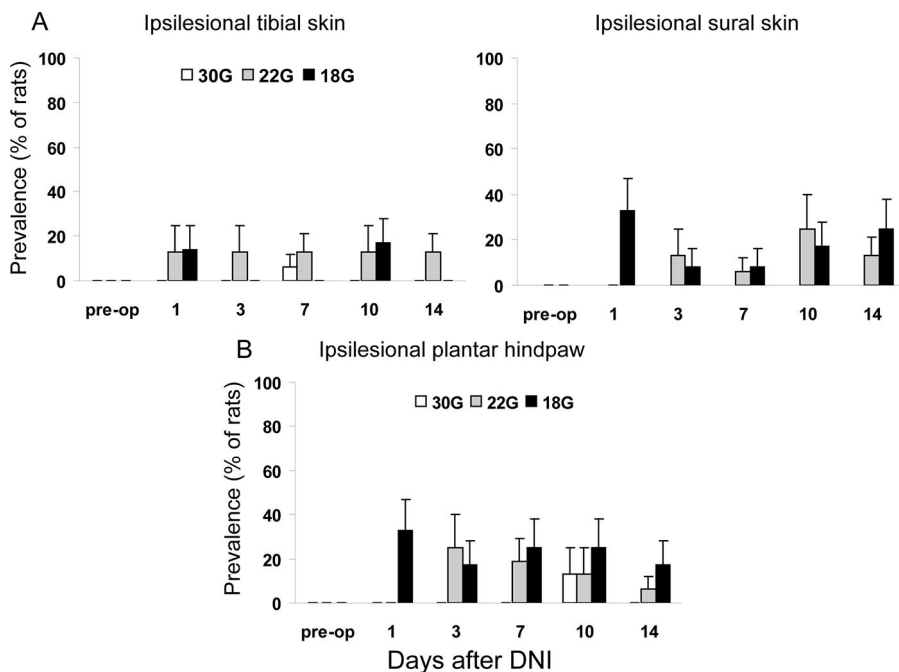 A
Ipsilesional tibial skin
Prevalence (% of rats)
100
80
60
40
20
0
30G 22G 18G
pre-op 1 3 7 10 14
Ipsilesional sural skin
100
80
60
40
20
0
pre-op 1 3 7 10 14
B
Ipsilesional plantar hindpaw
Prevalence (% of rats)
100
80
60
40
20
0
30G 22G 18G
pre-op 1 3 7 10 14
Days after DNI